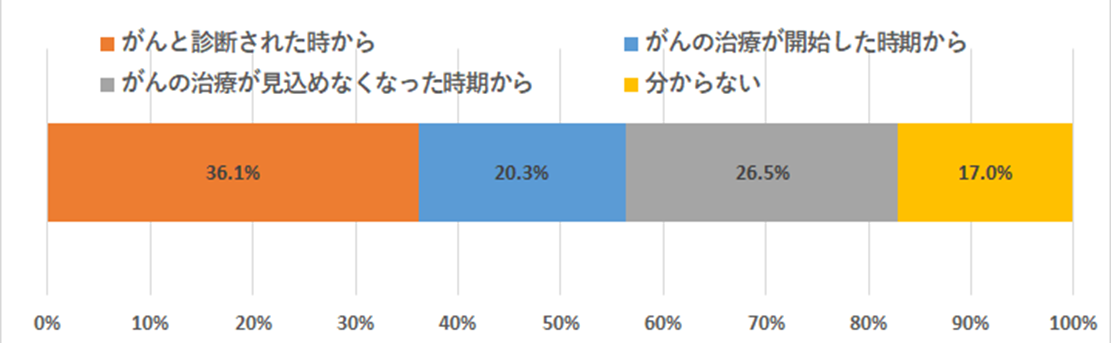 がんと診断された時から がんの治療が開始した時期から
がんの治療が見込めなくなった時期から 分からない
36.1% 20.3% 26.5% 17.0%
0% 10% 20% 30% 40% 50% 60% 70% 80% 90% 100%